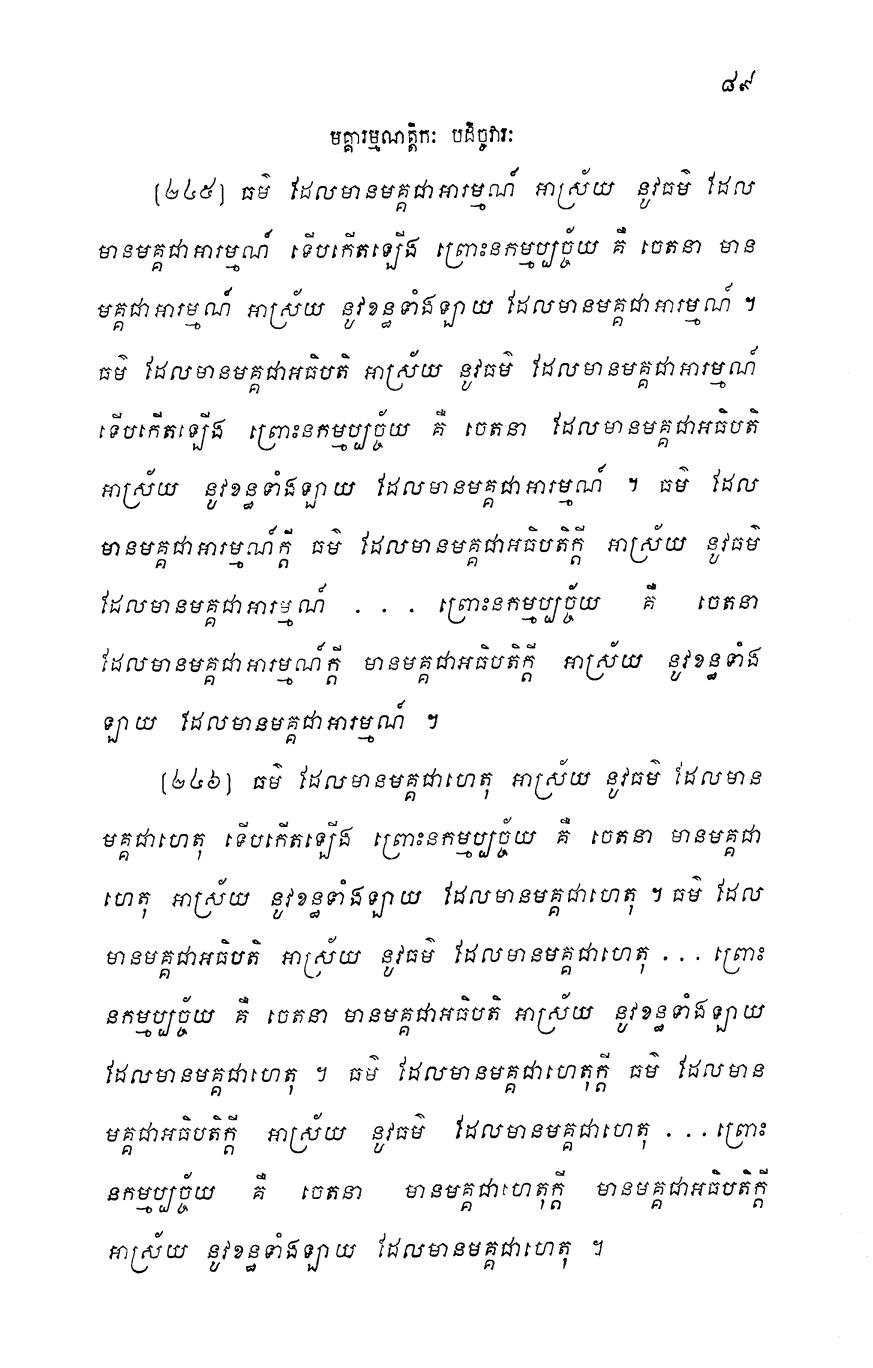 ៨៩
មគ្គារម្មណត្តិកៈ បដិច្ចវារៈ
(២៤៥) ធម៌ ដែលមានមគ្គជាអារម្មណ៍ អាស្រ័យ នូវធម៌ ដែល
មានមគ្គជាអារម្មណ៍ ទើបកើតឡើង ព្រោះនកម្មប្បច្ច័យ គឺ ចេតនា មាន
មគ្គជាអារម្មណ៍ អាស្រ័យ នូវខន្ធទាំងឡាយ ដែលមានមគ្គជាអារម្មណ៍ ។
ធម៌ ដែលមានមគ្គជាអធិបតិ អាស្រ័យ នូវធម៌ ដែលមានមគ្គជាអារម្មណ៍
ទើបកើតឡើង ព្រោះនកម្មប្បច្ច័យ គឺ ចេតនា ដែលមានមគ្គជាអធិបតិ
អាស្រ័យ នូវខន្ធទាំងឡាយ ដែលមានមគ្គជាអារម្មណ៍ ។ ធម៌ ដែល
មានមគ្គជាអារម្មណ៍ក្តី ធម៌ ដែលមានមគ្គជាអធិបតិក្តី អាស្រ័យ នូវធម៌
ដែលមានមគ្គជាអារម្មណ៍ . . . ព្រោះនកម្មប្បច្ច័យ គឺ ចេតនា
ដែលមានមគ្គជាអារម្មណ៍ក្តី មានមគ្គជាអធិបតិក្តី អាស្រ័យ នូវខន្ធទាំង
ឡាយ ដែលមានមគ្គជាអារម្មណ៍ ។
(២៤៦) ធម៌ ដែលមានមគ្គជាហេតុ អាស្រ័យ នូវធម៌ ដែលមាន
មគ្គជាហេតុ ទើបកើតឡើង ព្រោះនកម្មប្បច្ច័យ គឺ ចេតនា មានមគ្គជា
ហេតុ អាស្រ័យ នូវខន្ធទាំងឡាយ ដែលមានមគ្គជាហេតុ ។ ធម៌ ដែល
មានមគ្គជាអធិបតិ អាស្រ័យ នូវធម៌ ដែលមានមគ្គជាហេតុ . . . ព្រោះ
នកម្មប្បច្ច័យ គឺ ចេតនា មានមគ្គជាអធិបតិ អាស្រ័យ នូវខន្ធទាំងឡាយ
ដែលមានមគ្គជាហេតុ ។ ធម៌ ដែលមានមគ្គជាហេតុក្តី ធម៌ ដែលមាន
មគ្គជាអធិបតិក្តី អាស្រ័យ នូវធម៌ ដែលមានមគ្គជាហេតុ . . . ព្រោះ
នកម្មប្បច្ច័យ គឺ ចេតនា មានមគ្គជាហេតុក្តី មានមគ្គជាអធិបតិក្តី
អាស្រ័យ នូវខន្ធទាំងឡាយ ដែលមានមគ្គជាហេតុ ។